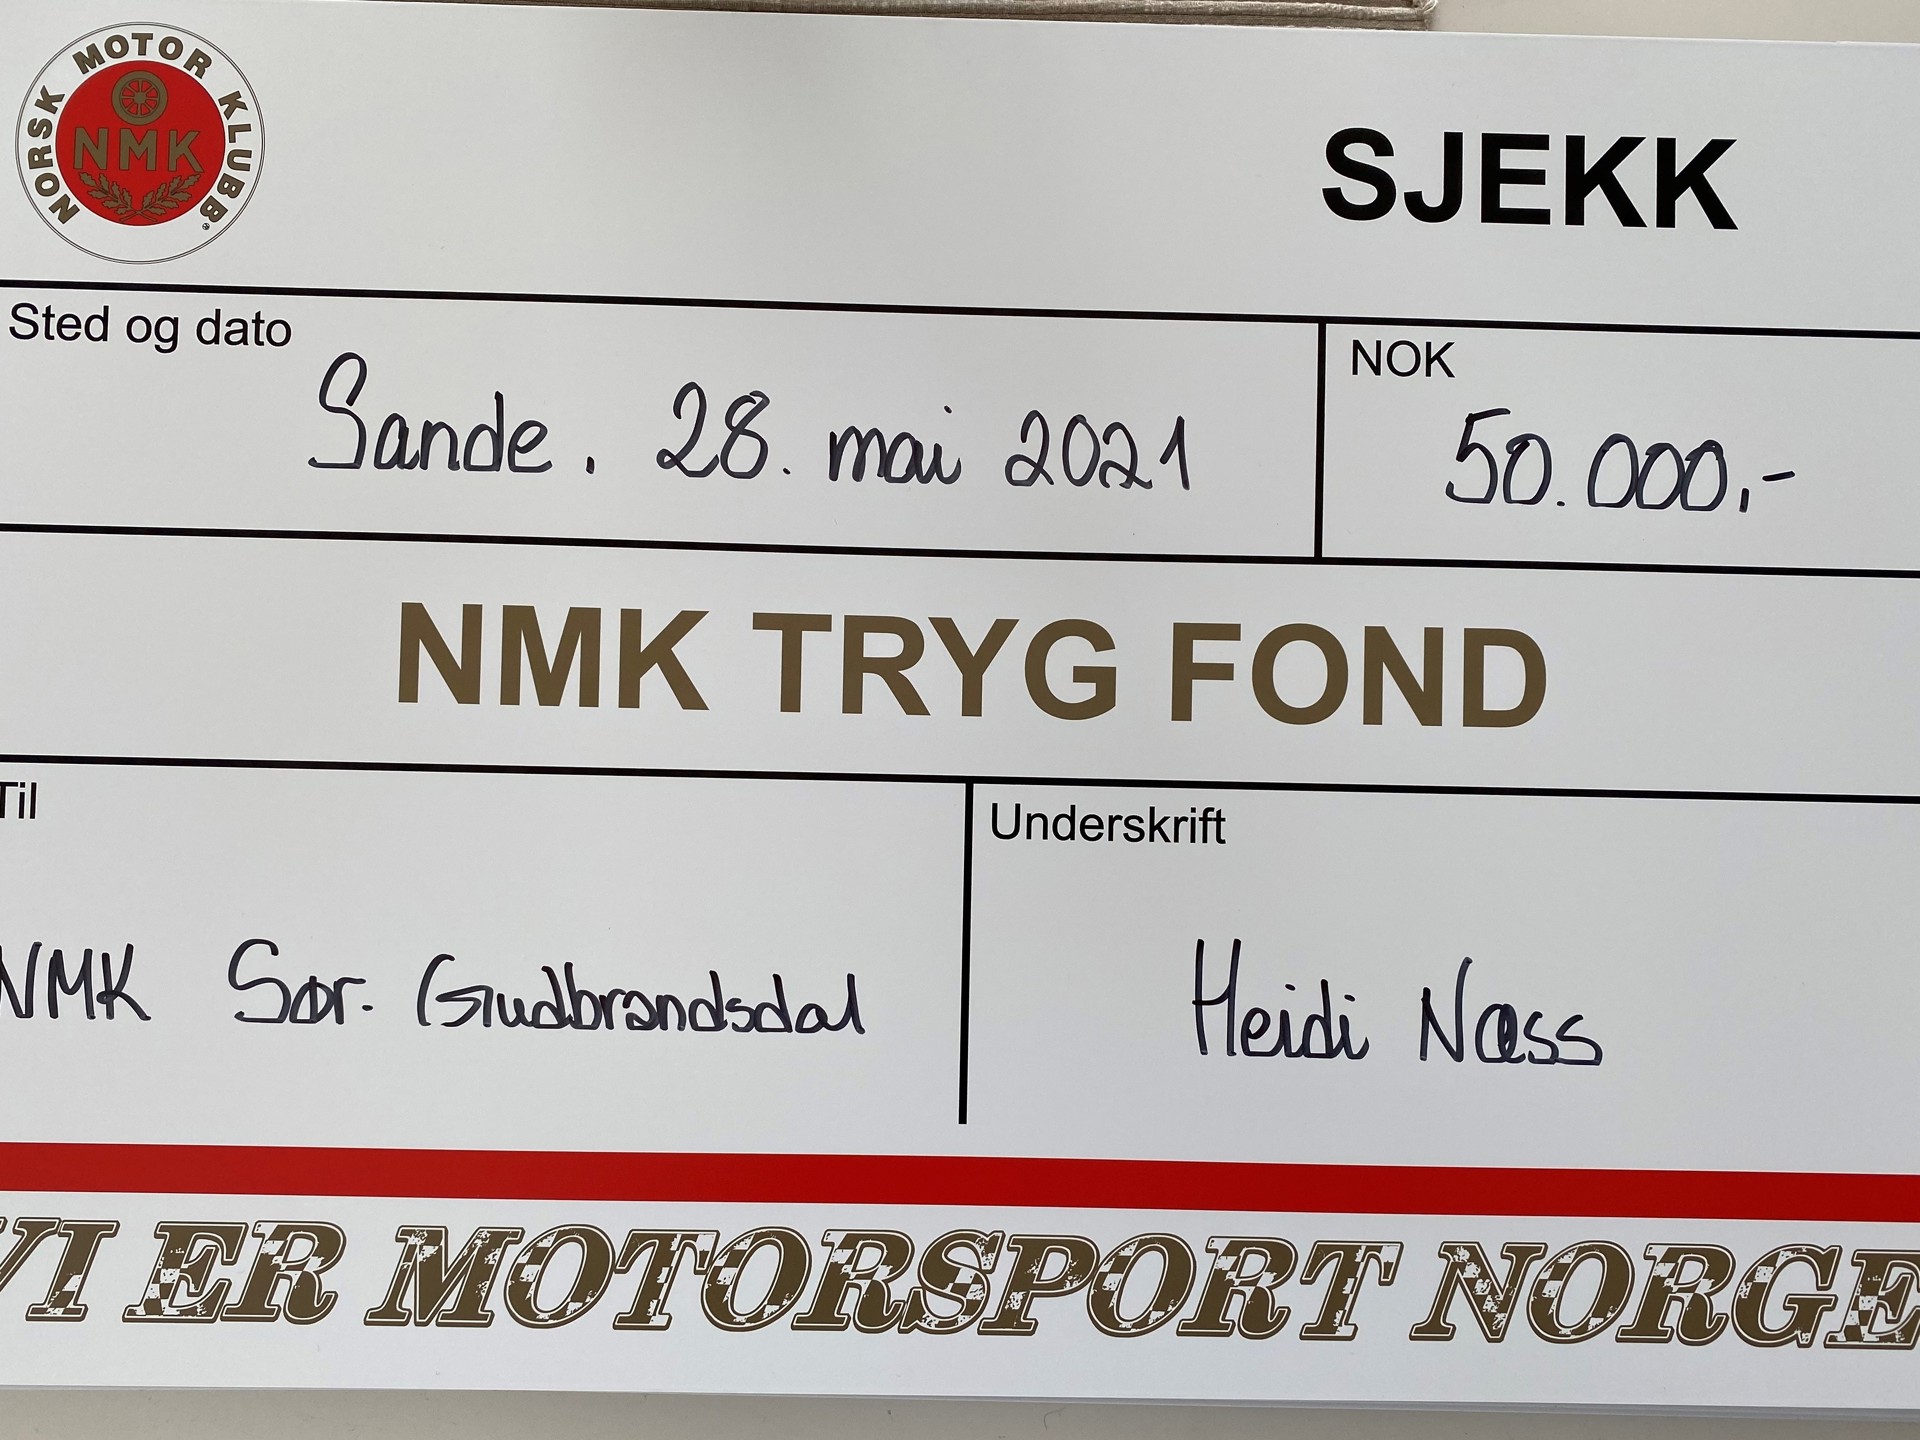 NORSK MOTOR KLUBB
NMK
SJEKK
Sted og dato
Sande. 28. mai 2021
NOK
50.000,-
NMK TRYG FOND
Til
NMK Sør-Gudbrandsdal
Underskrift
Heidi Næss
VI ER MOTORSPORT NORGE